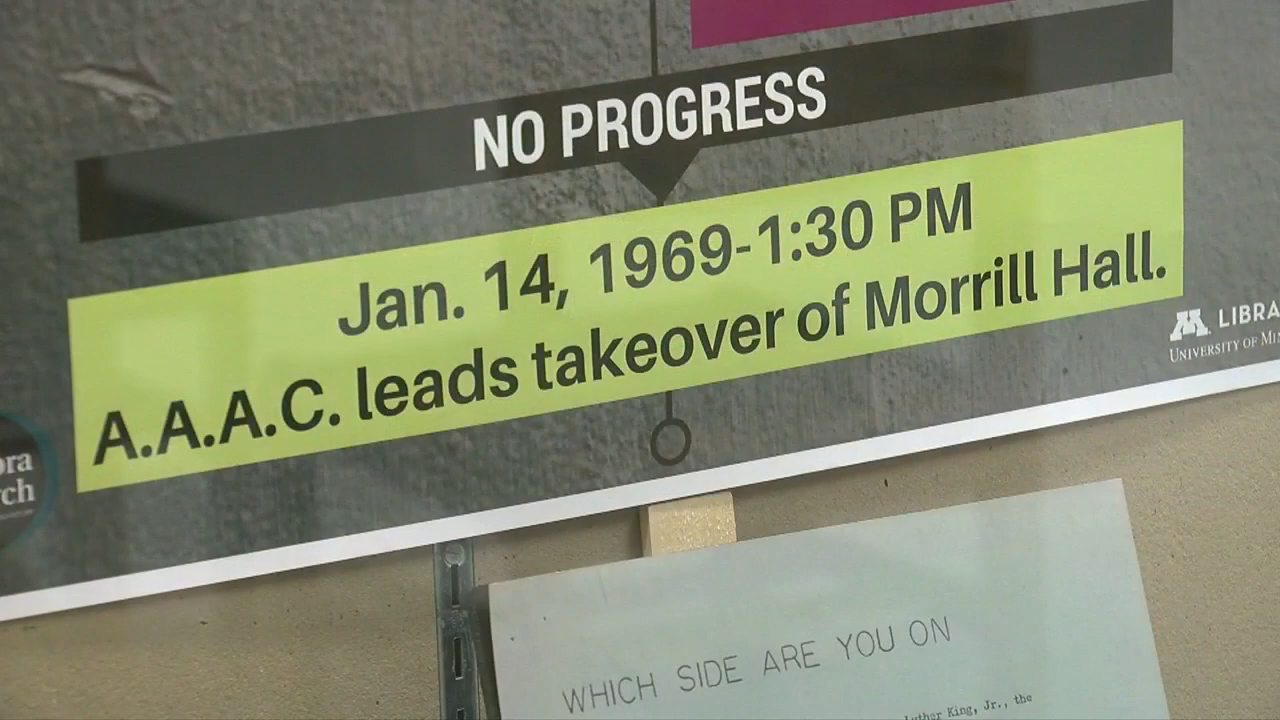 NO PROGRESS
Jan. 14, 1969-1:30 PM
A.A.A.C. leads takeover of Morrill Hall.
M LIBRA
UNIVERSITY OF MI
ora
rch
WHICH SIDE ARE YOU ON
Luther King, Jr., the